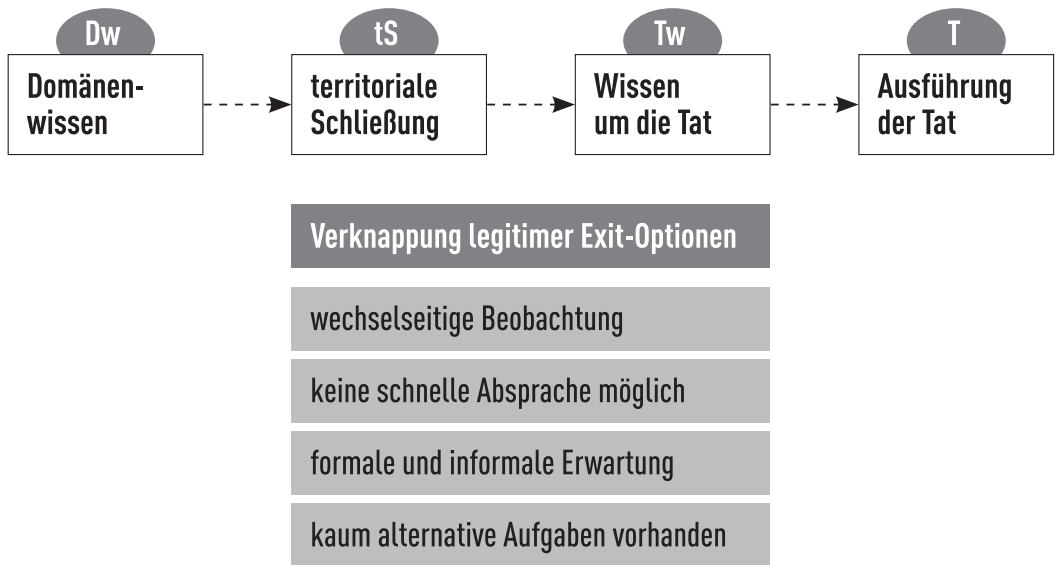 Dw
tS
Tw
T
Domänen-
wissen
territoriale
Schließung
Wissen
um die Tat
Ausführung
der Tat
Verknappung legitimer Exit-Optionen
wechselseitige Beobachtung
keine schnelle Absprache möglich
formale und informale Erwartung
kaum alternative Aufgaben vorhanden